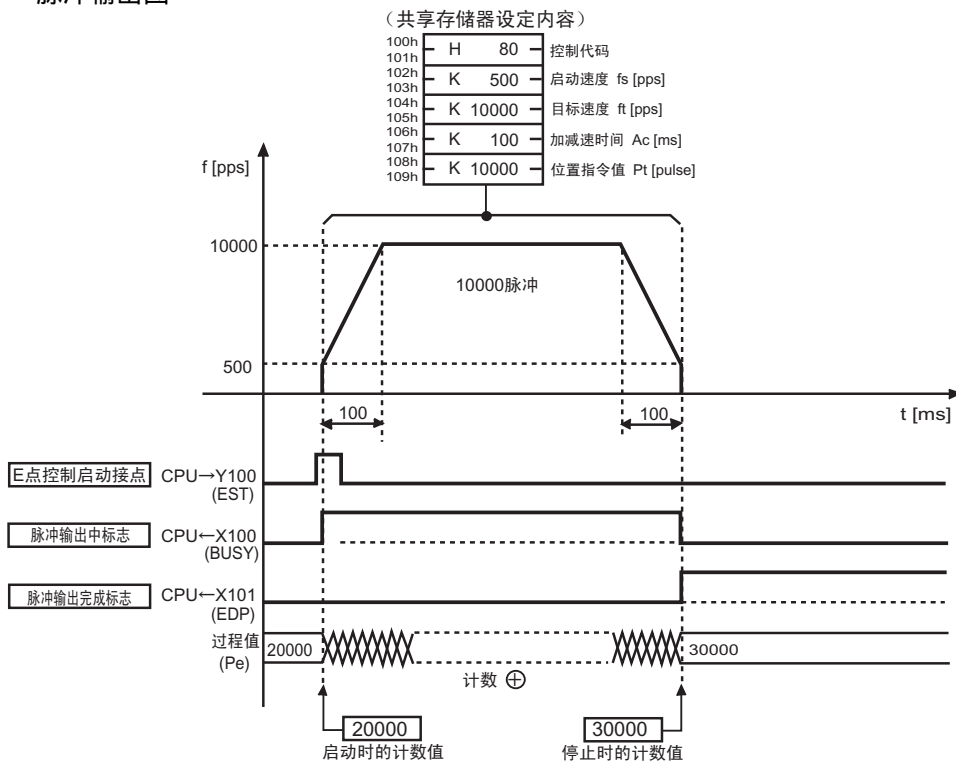 脉冲输出图
（共享存储器设定内容）
100h
101h
H 80
控制代码
102h
103h
K 500
启动速度 fs [pps]
104h
105h
K 10000
目标速度 ft [pps]
106h
107h
K 100
加减速时间 Ac [ms]
108h
109h
K 10000
位置指令值 Pt [pulse]
f [pps]
10000
10000脉冲
500
100
100
t [ms]
E点控制启动接点
CPU→Y100
(EST)
脉冲输出中标志
CPU←X100
(BUSY)
脉冲输出完成标志
CPU←X101
(EDP)
过程值
(Pe)
20000
30000
计数 ⊕
20000
启动时的计数值
30000
停止时的计数值